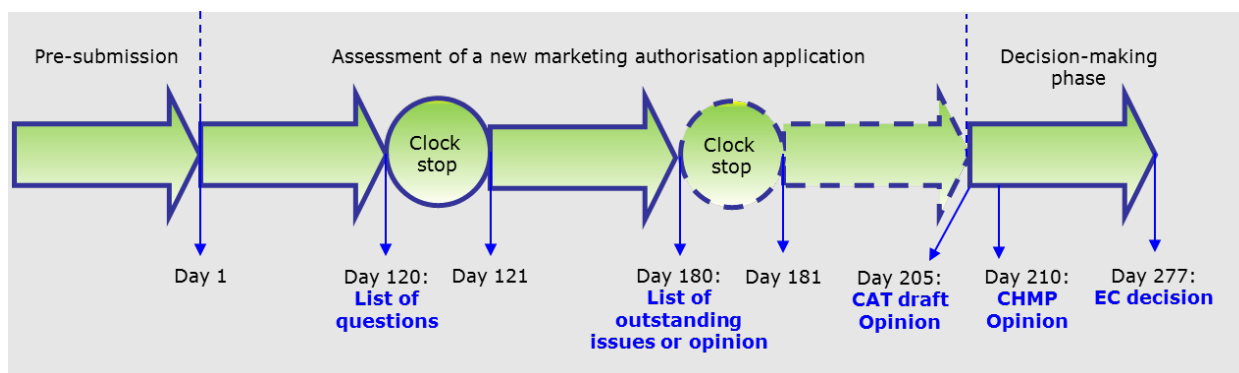 Pre-submission
Assessment of a new marketing authorisation application
Decision-making
phase
Clock
stop
Clock
stop
Day 1
Day 120:
List of
questions
Day 121
Day 180:
List of
outstanding
issues or opinion
Day 181
Day 205:
CAT draft
Opinion
Day 210:
CHMP
Opinion
Day 277:
EC decision